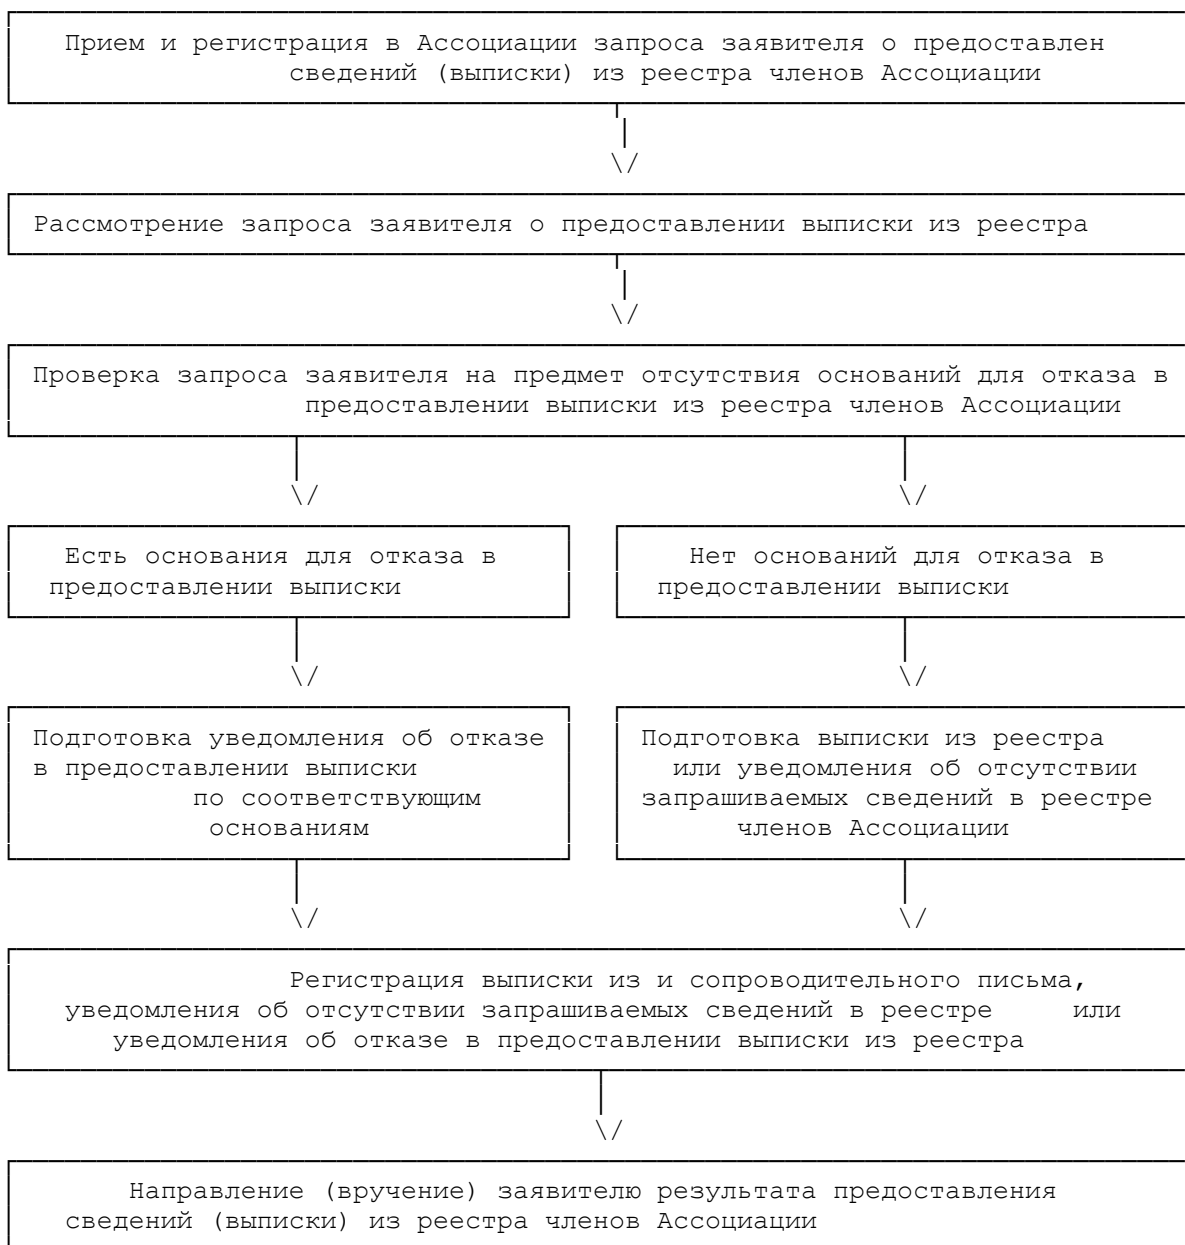 Прием и регистрация в Ассоциации запроса заявителя о предоставлен
сведений (выписки) из реестра членов Ассоциации
\/
Рассмотрение запроса заявителя о предоставлении выписки из реестра
\/
Проверка запроса заявителя на предмет отсутствия оснований для отказа в
предоставлении выписки из реестра членов Ассоциации
\/ \/
Есть основания для отказа в
предоставлении выписки
Нет оснований для отказа в
предоставлении выписки
\/ \/
Подготовка уведомления об отказе
в предоставлении выписки
по соответствующим
основаниям
Подготовка выписки из реестра
или уведомления об отсутствии
запрашиваемых сведений в реестре
членов Ассоциации
\/ \/
Регистрация выписки из и сопроводительного письма,
уведомления об отсутствии запрашиваемых сведений в реестре или
уведомления об отказе в предоставлении выписки из реестра
\/
Направление (вручение) заявителю результата предоставления
сведений (выписки) из реестра членов Ассоциации